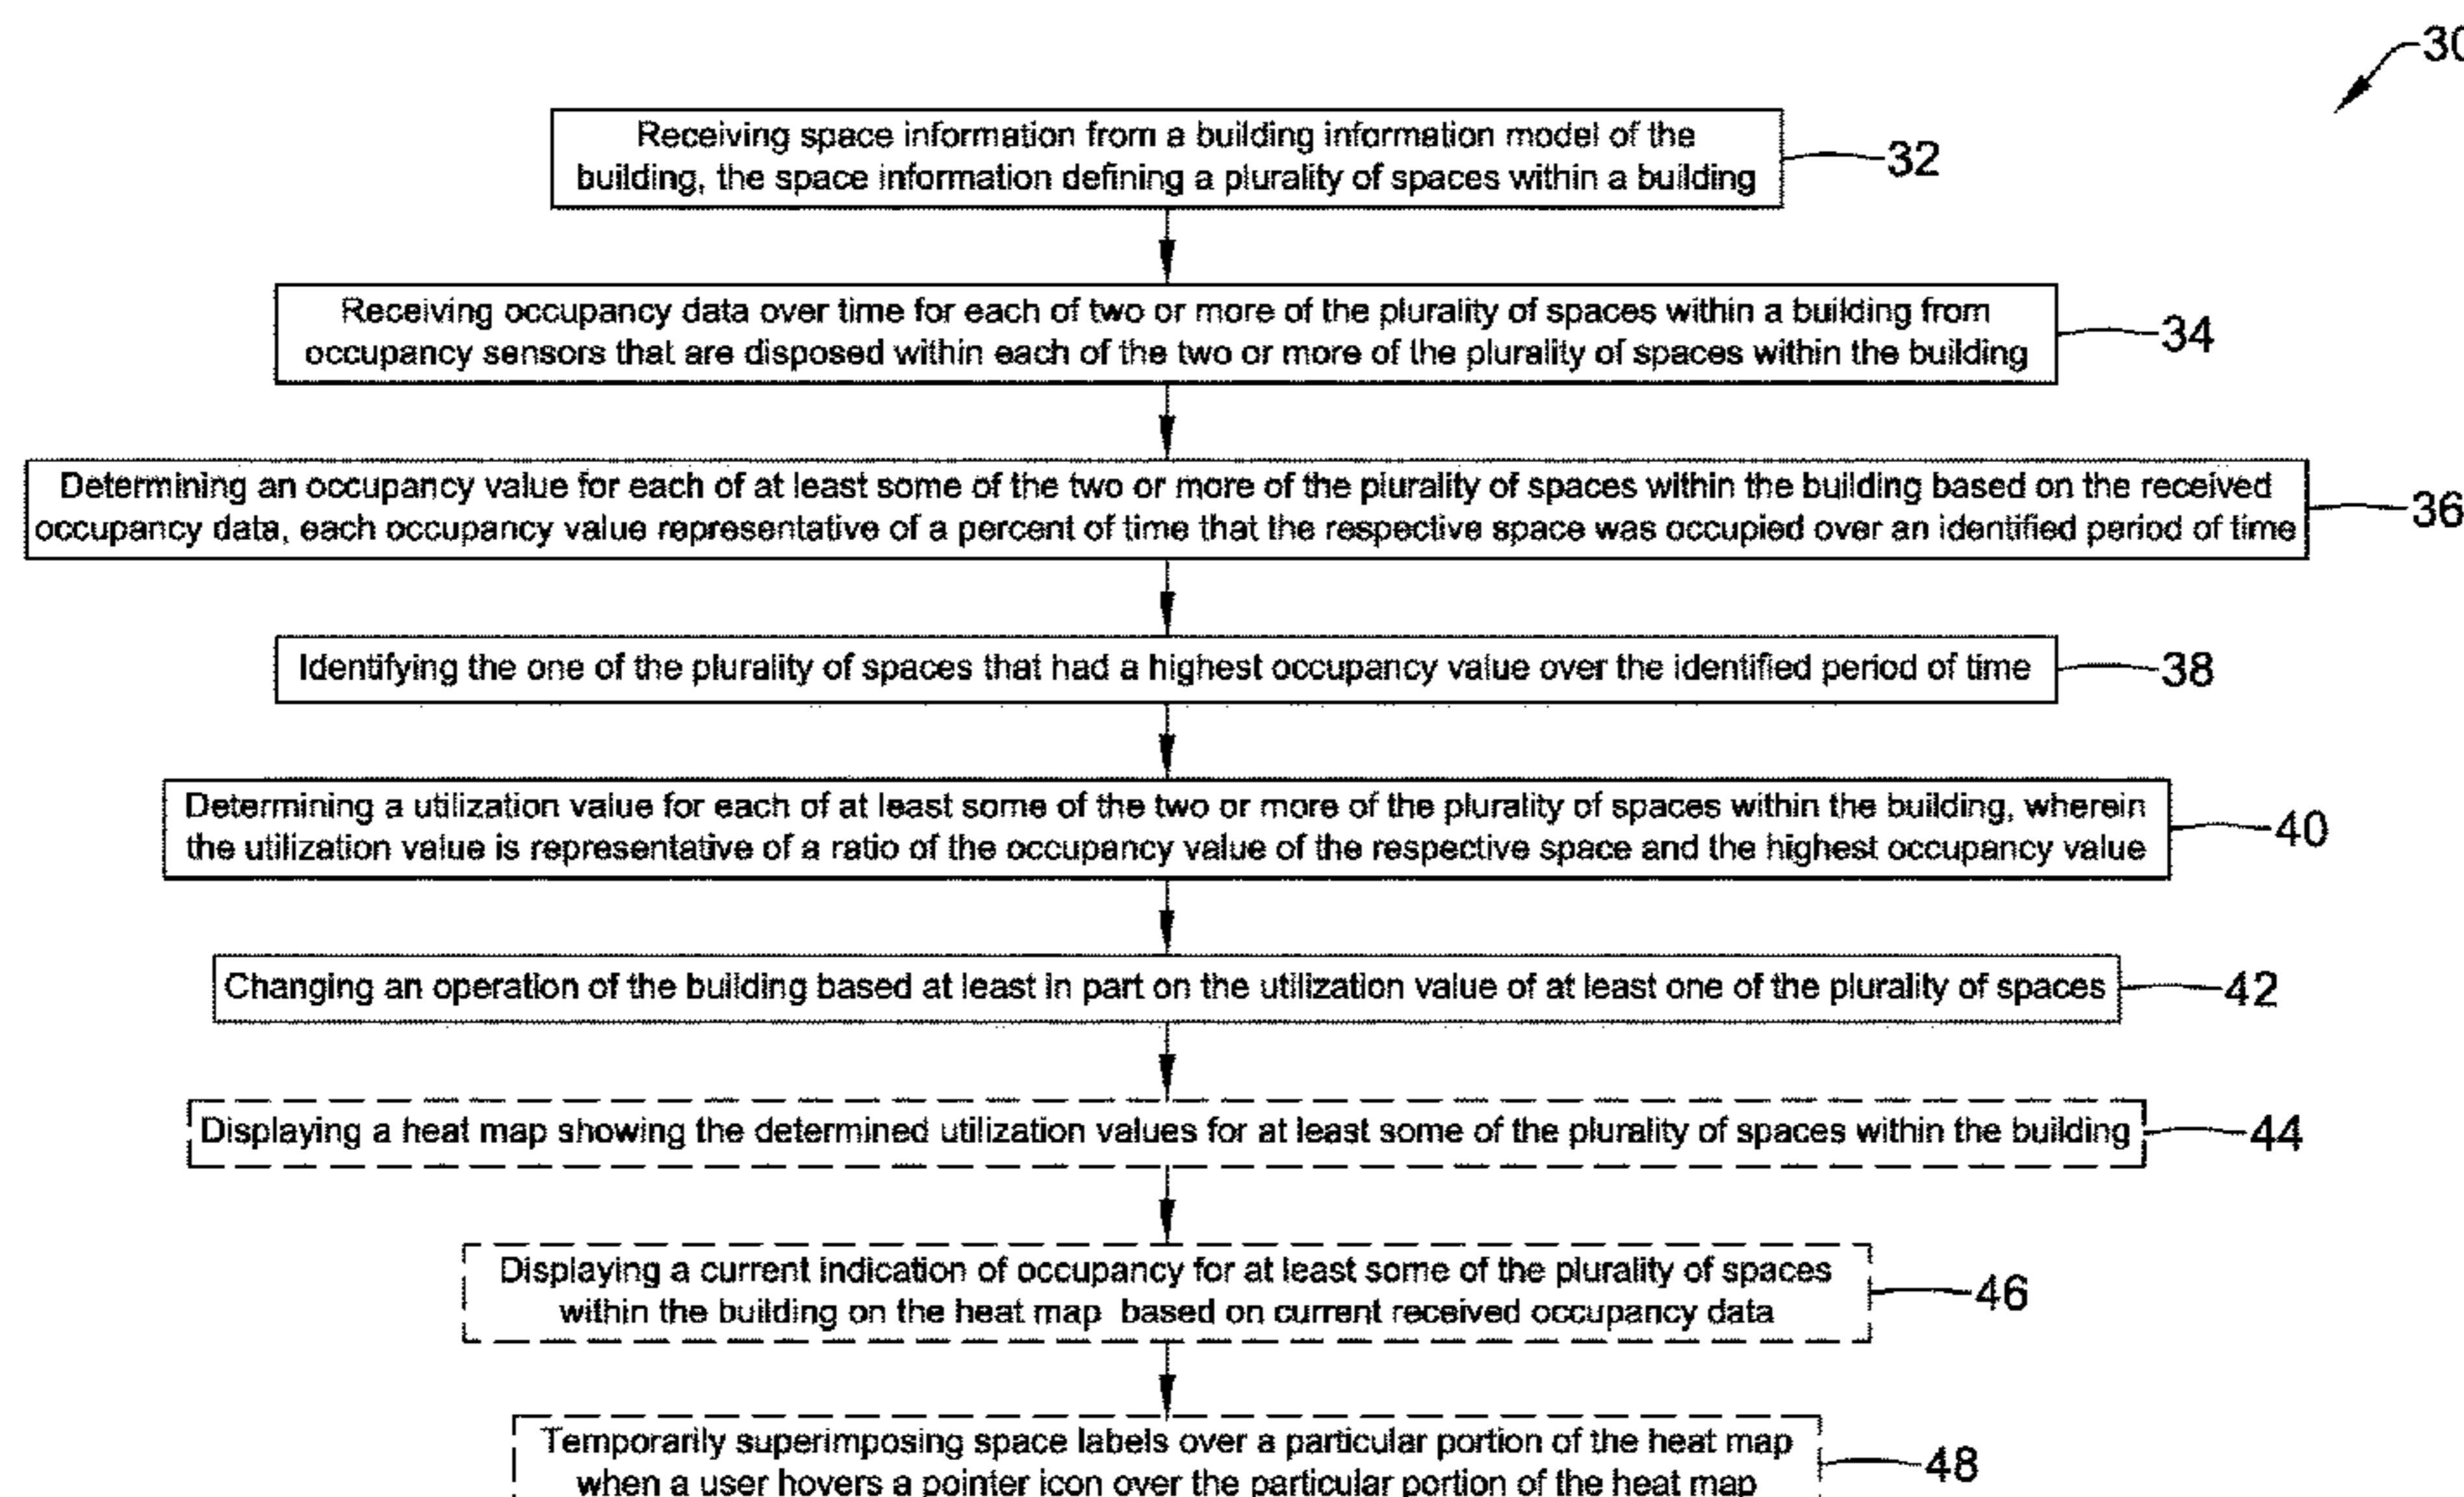 30
Receiving space information from a building information model of the
building, the space information defining a plurality of spaces within a building
32
Receiving occupancy data over time for each of two or more of the plurality of spaces within a building from
occupancy sensors that are disposed within each of the two or more of the plurality of spaces within the building
34
Determining an occupancy value for each of at least some of the two or more of the plurality of spaces within the building based on the received
occupancy data, each occupancy value representative of a percent of time that the respective space was occupied over an identified period of time
36
Identifying the one of the plurality of spaces that had a highest occupancy value over the identified period of time
38
Determining a utilization value for each of at least some of the two or more of the plurality of spaces within the building, wherein
the utilization value is representative of a ratio of the occupancy value of the respective space and the highest occupancy value
40
Changing an operation of the building based at least in part on the utilization value of at least one of the plurality of spaces
42
Displaying a heat map showing the determined utilization values for at least some of the plurality of spaces within the building
44
Displaying a current indication of occupancy for at least some of the plurality of spaces
within the building on the heat map based on current received occupancy data
46
Temporarily superimposing space labels over a particular portion of the heat map
when a user hovers a pointer icon over the particular portion of the heat map
48